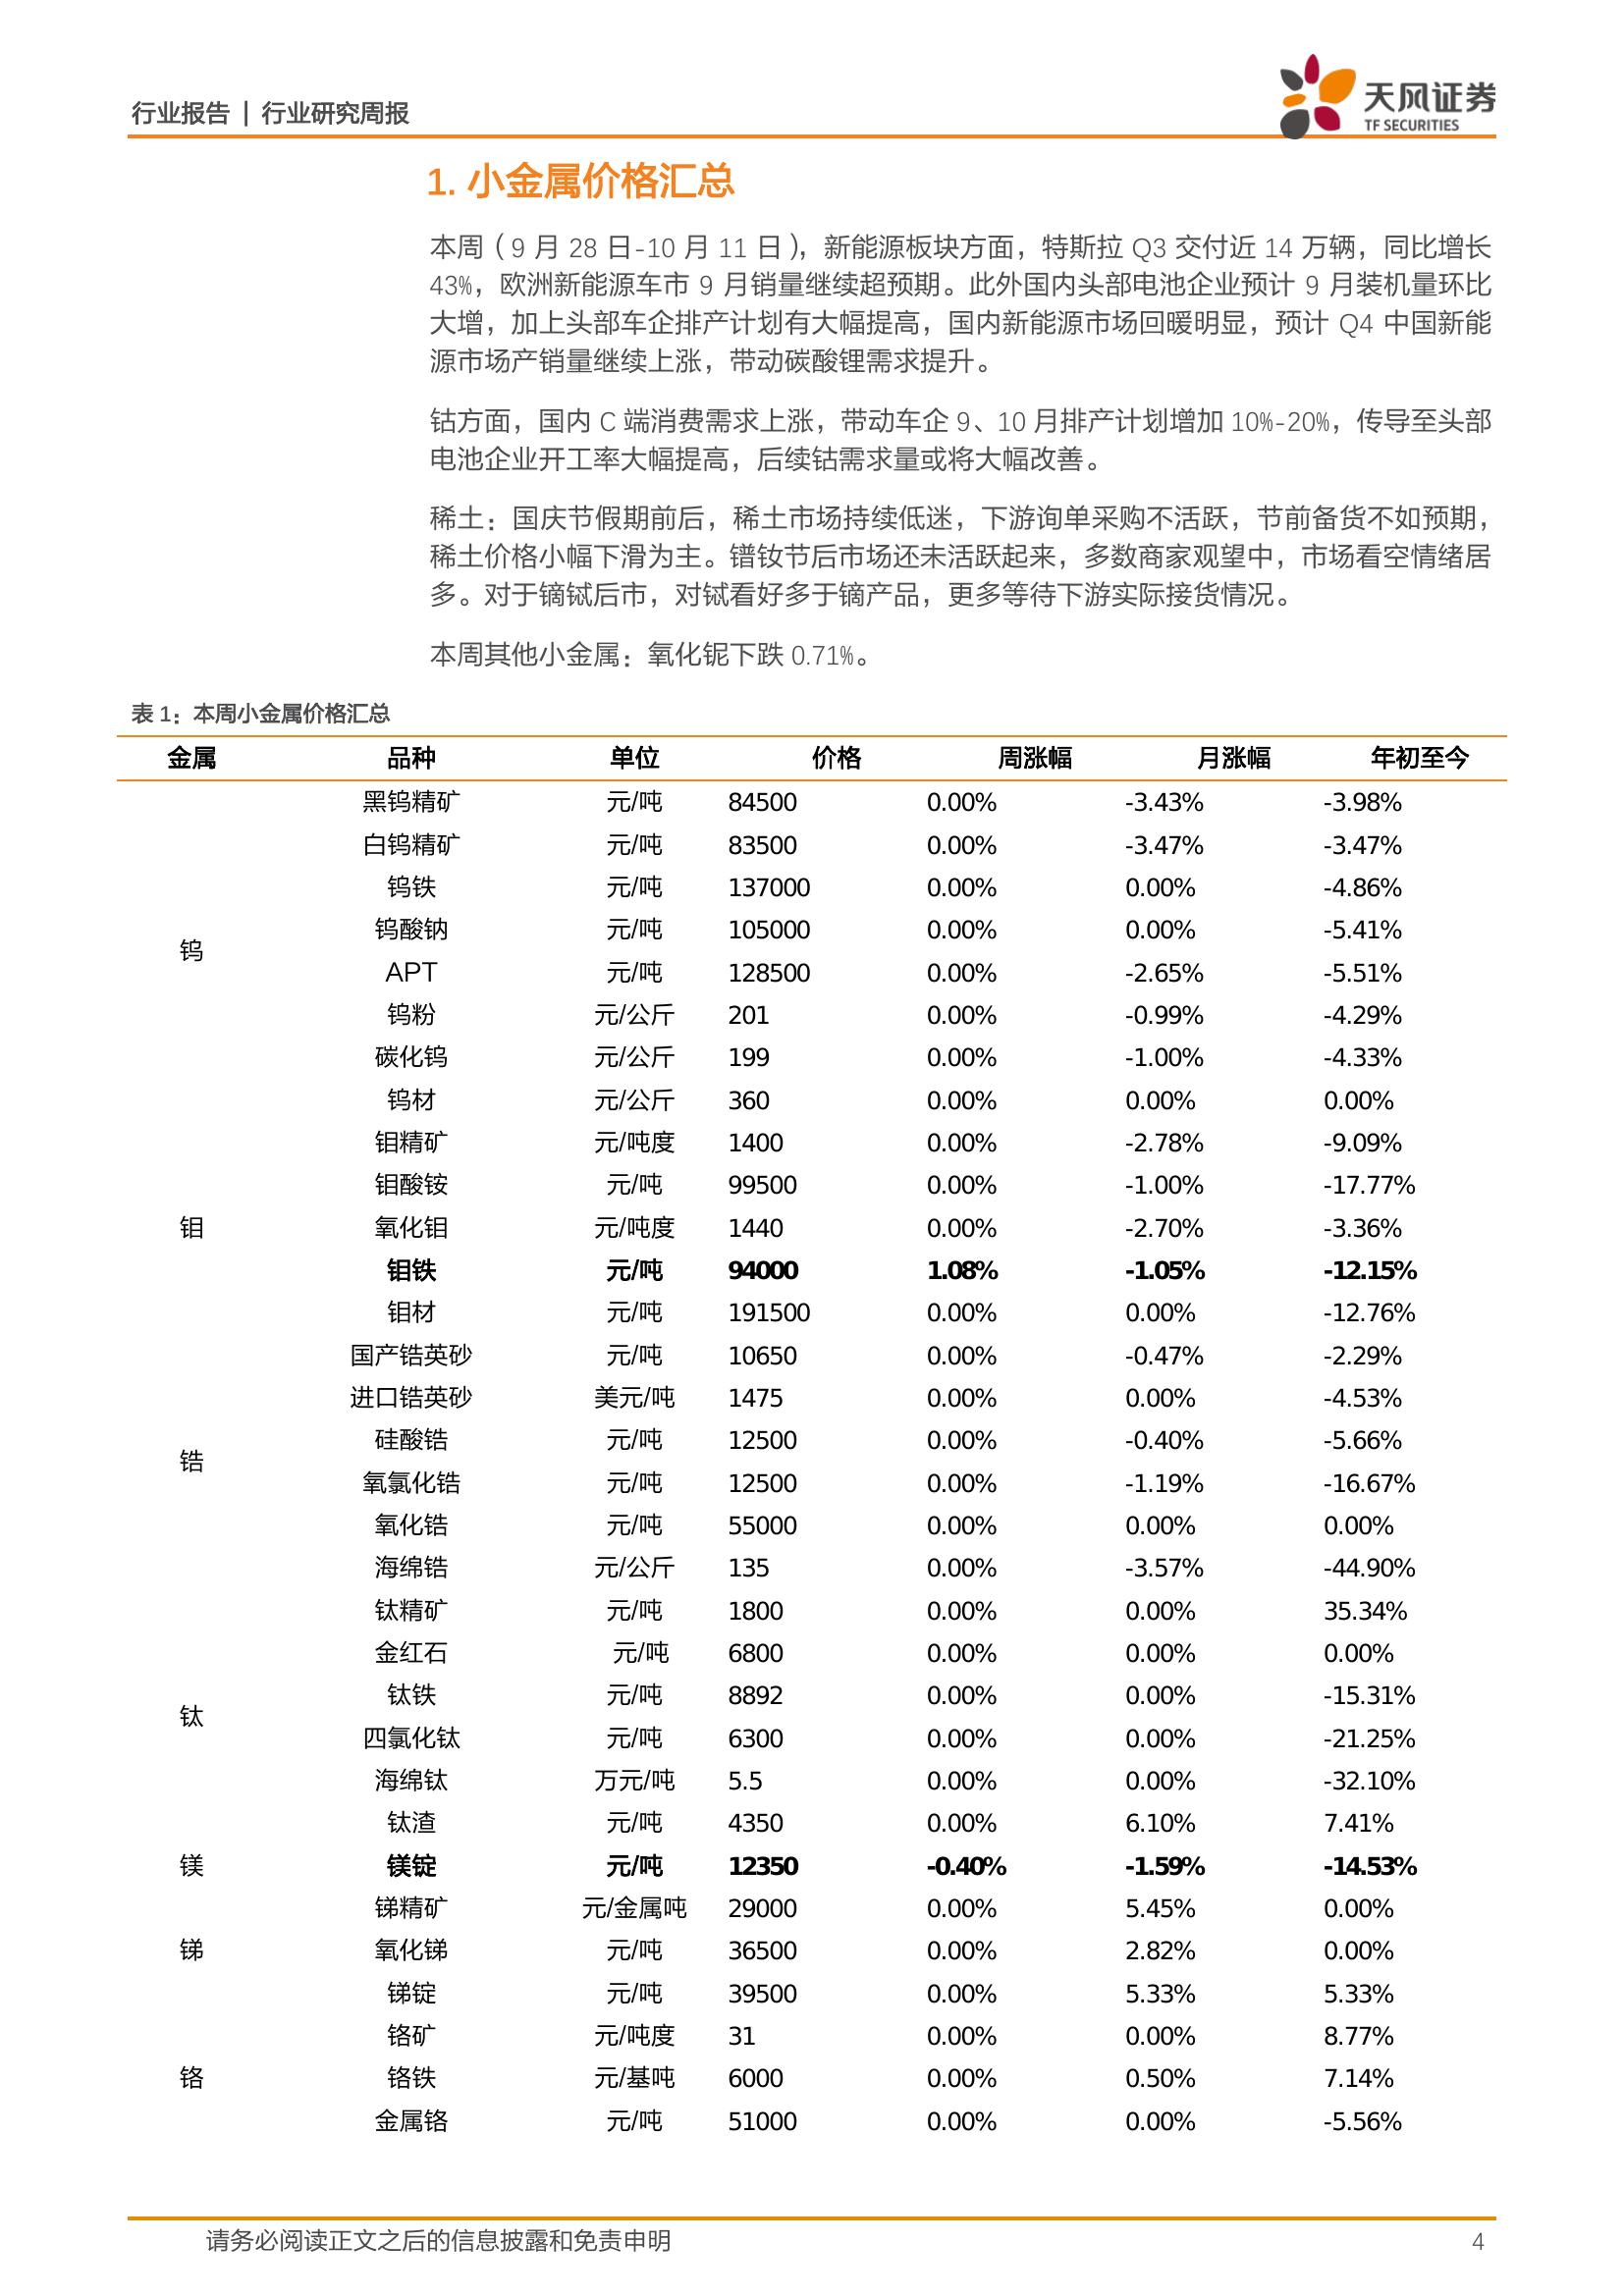 行业报告 | 行业研究周报
天风证券
TF SECURITIES
1. 小金属价格汇总
本周（9 月 28 日-10 月 11 日），新能源板块方面，特斯拉 Q3 交付近 14 万辆，同比增长
43%，欧洲新能源车市 9 月销量继续超预期。此外国内头部电池企业预计 9 月装机量环比
大增，加上头部车企排产计划有大幅提高，国内新能源市场回暖明显，预计 Q4 中国新能
源市场产销量继续上涨，带动碳酸锂需求提升。
钴方面，国内 C 端消费需求上涨，带动车企 9、10 月排产计划增加 10%-20%，传导至头部
电池企业开工率大幅提高，后续钴需求量或将大幅改善。
稀土：国庆节假期前后，稀土市场持续低迷，下游询单采购不活跃，节前备货不如预期，
稀土价格小幅下滑为主。镨钕节后市场还未活跃起来，多数商家观望中，市场看空情绪居
多。对于镝铽后市，对铽看好多于镝产品，更多等待下游实际接货情况。
本周其他小金属：氧化铌下跌 0.71%。
表 1：本周小金属价格汇总
金属 品种 单位 价格 周涨幅 月涨幅 年初至今
黑钨精矿 元/吨 84500 0.00% -3.43% -3.98%
白钨精矿 元/吨 83500 0.00% -3.47% -3.47%
钨铁 元/吨 137000 0.00% 0.00% -4.86%
钨酸钠 元/吨 105000 0.00% 0.00% -5.41%
钨
APT 元/吨 128500 0.00% -2.65% -5.51%
钨粉 元/公斤 201 0.00% -0.99% -4.29%
碳化钨 元/公斤 199 0.00% -1.00% -4.33%
钨材 元/公斤 360 0.00% 0.00% 0.00%
钼精矿 元/吨度 1400 0.00% -2.78% -9.09%
钼酸铵 元/吨 99500 0.00% -1.00% -17.77%
钼 氧化钼 元/吨度 1440 0.00% -2.70% -3.36%
钼铁 元/吨 94000 1.08% -1.05% -12.15%
钼材 元/吨 191500 0.00% 0.00% -12.76%
国产锆英砂 元/吨 10650 0.00% -0.47% -2.29%
进口锆英砂 美元/吨 1475 0.00% 0.00% -4.53%
硅酸锆 元/吨 12500 0.00% -0.40% -5.66%
锆
氧氯化锆 元/吨 12500 0.00% -1.19% -16.67%
氧化锆 元/吨 55000 0.00% 0.00% 0.00%
海绵锆 元/公斤 135 0.00% -3.57% -44.90%
钛精矿 元/吨 1800 0.00% 0.00% 35.34%
金红石 元/吨 6800 0.00% 0.00% 0.00%
钛铁 元/吨 8892 0.00% 0.00% -15.31%
钛
四氯化钛 元/吨 6300 0.00% 0.00% -21.25%
海绵钛 万元/吨 5.5 0.00% 0.00% -32.10%
钛渣 元/吨 4350 0.00% 6.10% 7.41%
镁 镁锭 元/吨 12350 -0.40% -1.59% -14.53%
锑精矿 元/金属吨 29000 0.00% 5.45% 0.00%
锑 氧化锑 元/吨 36500 0.00% 2.82% 0.00%
锑锭 元/吨 39500 0.00% 5.33% 5.33%
铬矿 元/吨度 31 0.00% 0.00% 8.77%
铬 铬铁 元/基吨 6000 0.00% 0.50% 7.14%
金属铬 元/吨 51000 0.00% 0.00% -5.56%
请务必阅读正文之后的信息披露和免责申明 4